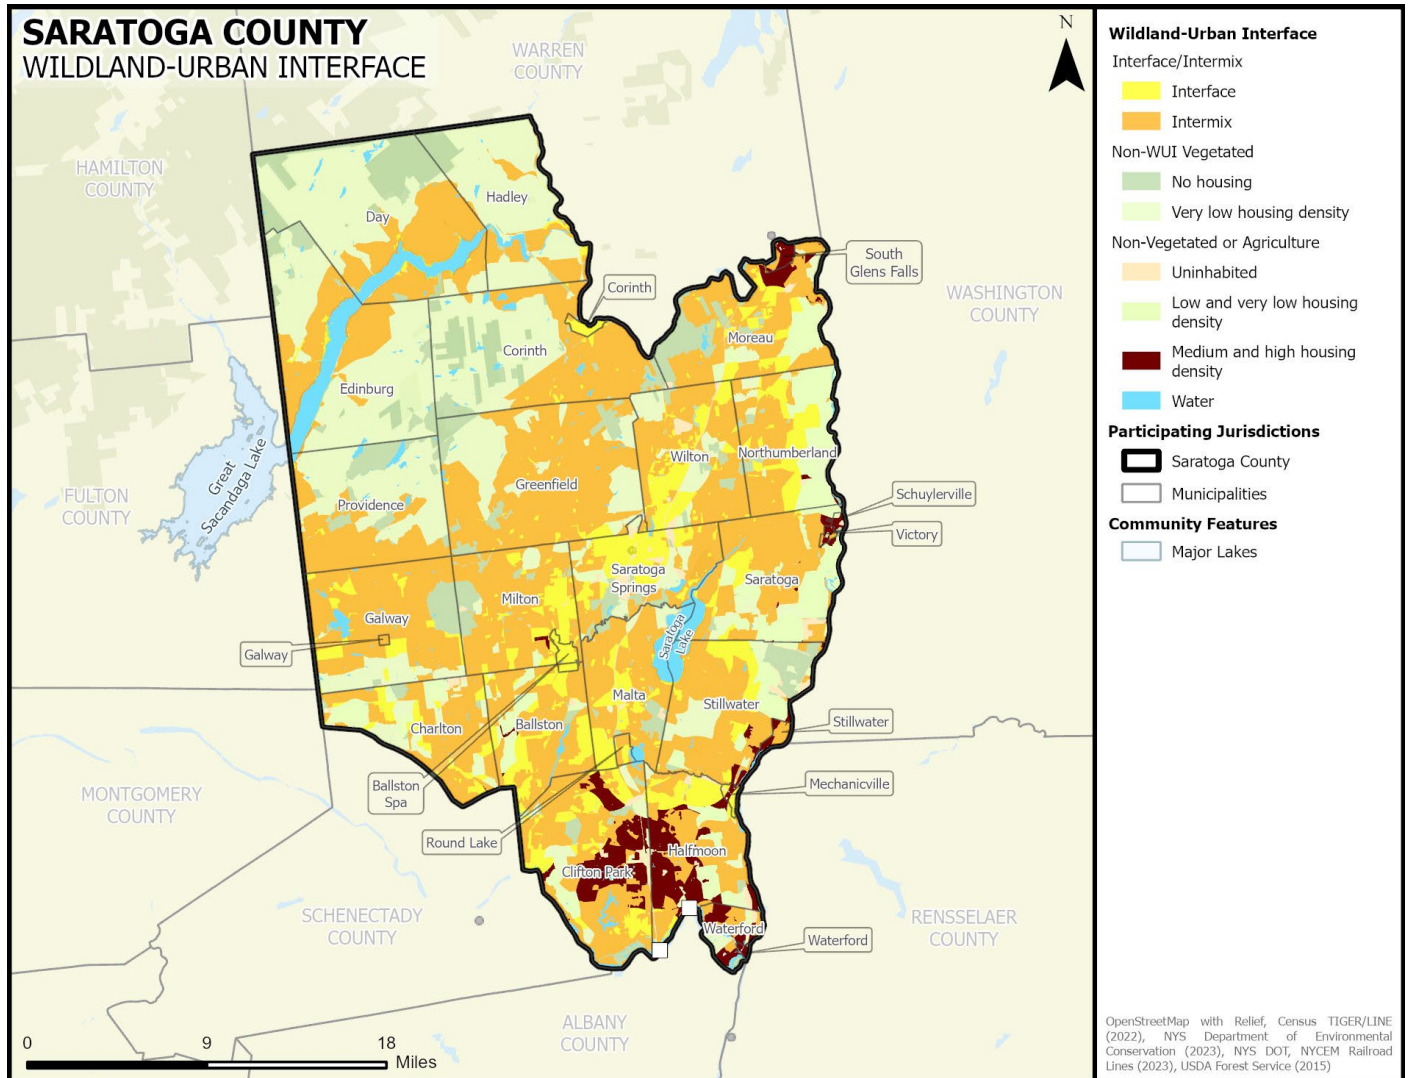 SARATOGA COUNTY
WILDLAND-URBAN INTERFACE
WARREN
COUNTY
N
HAMILTON
COUNTY
Hadley
Day
South
Glens Falls
Corinth
WASHINGTON
COUNTY
Moreau
Corinth
Edinburg
Great
Sacandaga Lake
Wilton
Northumberland
Greenfield
FULTON
COUNTY
Providence
Schuylerville
Victory
Saratoga
Springs
Saratoga
Milton
Galway
Saratoga
Lake
Galway
Malta
Stillwater
Charlton
Ballston
Stillwater
Ballston
Spa
Mechanicville
MONTGOMERY
COUNTY
Round Lake
Halfmoon
Clifton Park
SCHENECTADY
COUNTY
RENSSELAER
COUNTY
Waterford
Waterford
ALBANY
COUNTY
0 9 18
Miles
Wildland-Urban Interface
Interface/Intermix
Interface
Intermix
Non-WUI Vegetated
No housing
Very low housing density
Non-Vegetated or Agriculture
Uninhabited
Low and very low housing
density
Medium and high housing
density
Water
Participating Jurisdictions
Saratoga County
Municipalities
Community Features
Major Lakes
OpenStreetMap with Relief, Census TIGER/LINE
(2022), NYS Department of Environmental
Conservation (2023), NYS DOT, NYCEM Railroad
Lines (2023), USDA Forest Service (2015)